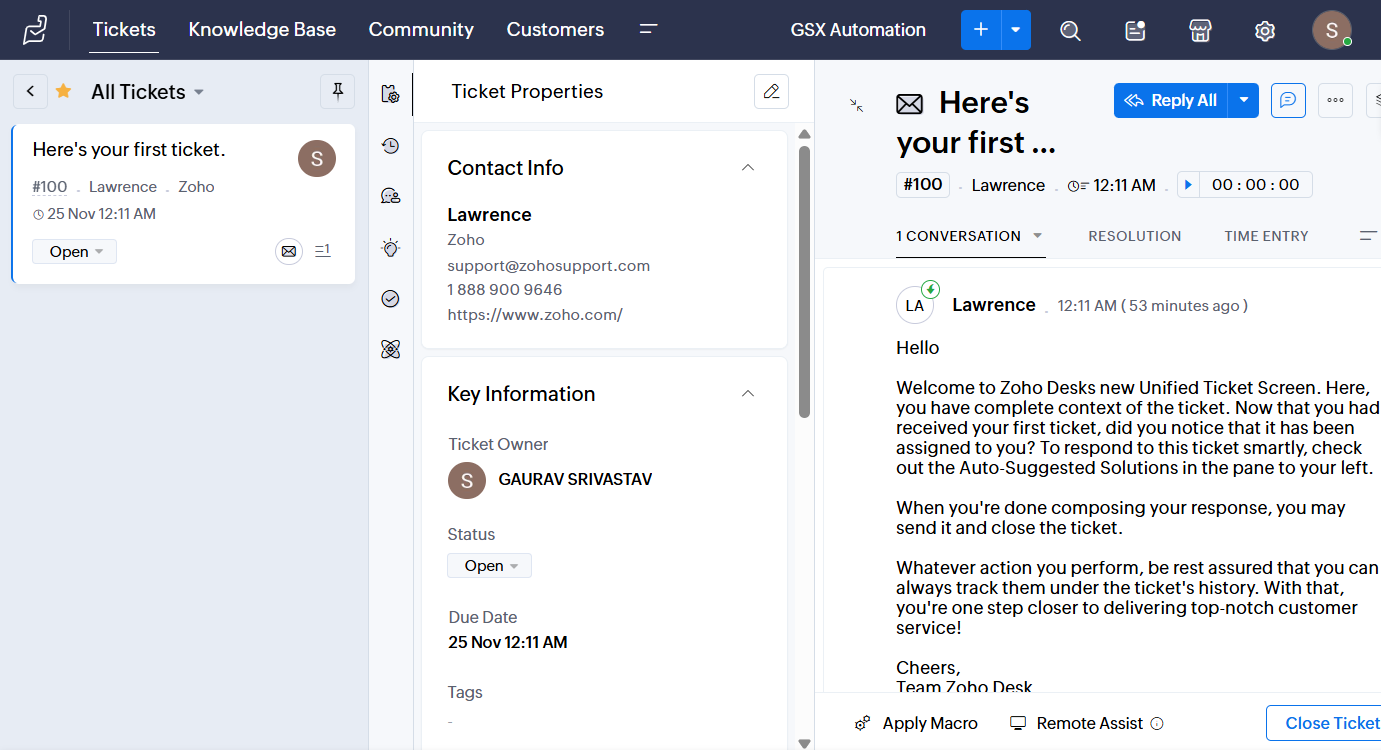 Tickets Knowledge Base Community Customers GSX Automation S
All Tickets
Here's your first ticket.
S
#100 . Lawrence . Zoho
25 Nov 12:11 AM
Open
1
Ticket Properties
Contact Info
Lawrence
Zoho
support@zohosupport.com
1 888 900 9646
https://www.zoho.com/
Key Information
Ticket Owner
S GAURAV SRIVASTAV
Status
Open
Due Date
25 Nov 12:11 AM
Tags
-
Here's
your first ...
Reply All
#100 . Lawrence . 12:11 AM . 00 : 00 : 00
1 CONVERSATION RESOLUTION TIME ENTRY
LA Lawrence . 12:11 AM ( 53 minutes ago )
Hello
Welcome to Zoho Desks new Unified Ticket Screen. Here,
you have complete context of the ticket. Now that you had
received your first ticket, did you notice that it has been
assigned to you? To respond to this ticket smartly, check
out the Auto-Suggested Solutions in the pane to your left.
When you're done composing your response, you may
send it and close the ticket.
Whatever action you perform, be rest assured that you can
always track them under the ticket's history. With that,
you're one step closer to delivering top-notch customer
service!
Cheers,
Team Zoho Desk
Apply Macro Remote Assist Close Ticket